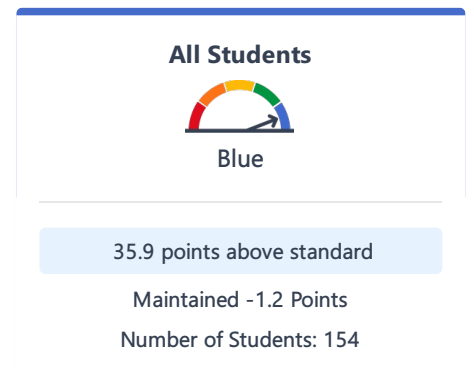 All Students
Blue
35.9 points above standard
Maintained -1.2 Points
Number of Students: 154